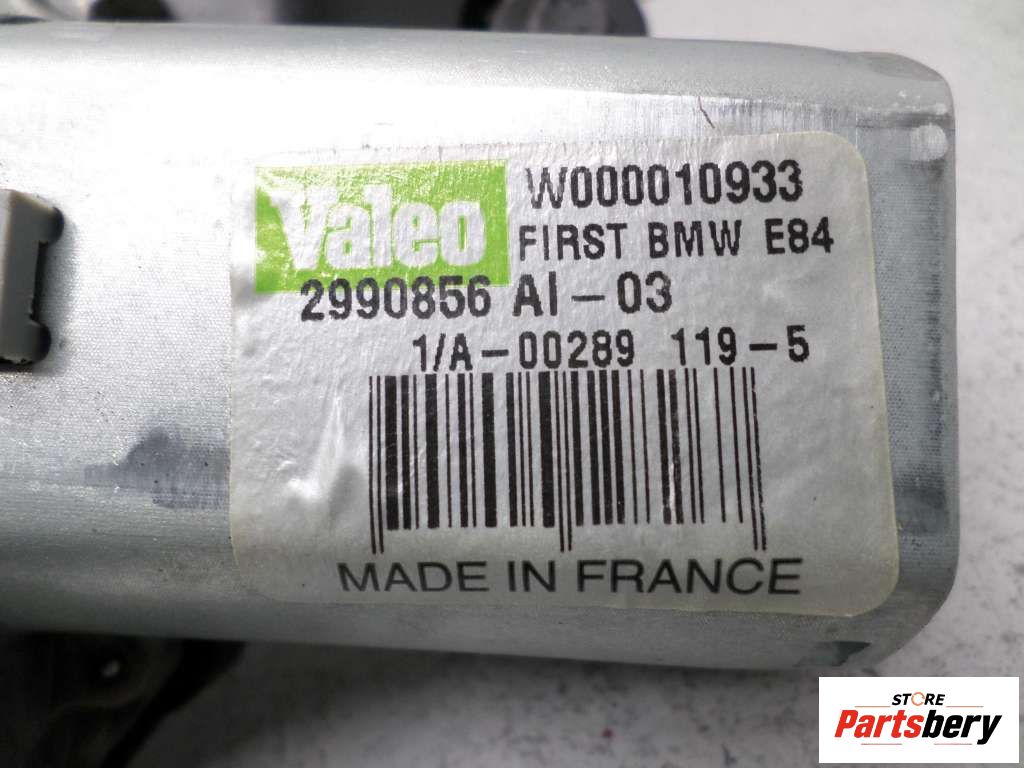 Valeo
W000010933
FIRST BMW E84
2990856 AI-03
1/A-00289 119-5
MADE IN FRANCE
STORE
Partsbery